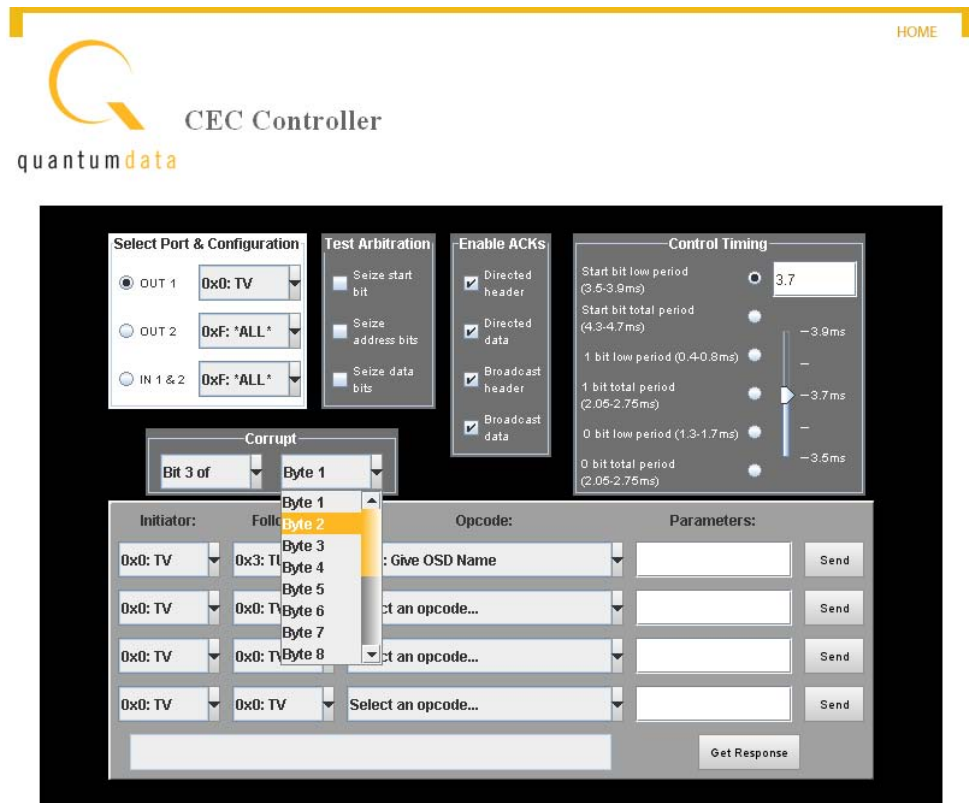 HOME
CEC Controller
quantumdata
Select Port & Configuration
OUT 1
0x0: TV
OUT 2
0xF: *ALL*
IN 1 & 2
0xF: *ALL*
Test Arbitration
Seize start
bit
Seize
address bits
Seize data
bits
Enable ACKs
Directed
header
Directed
data
Broadcast
header
Broadcast
data
Control Timing
Start bit low period
(3.5-3.9ms)
3.7
Start bit total period
(4.3-4.7ms)
1 bit low period (0.4-0.8ms)
1 bit total period
(2.05-2.75ms)
0 bit low period (1.3-1.7ms)
0 bit total period
(2.05-2.75ms)
3.9ms
3.7ms
3.5ms
Corrupt
Bit 3 of
Byte 1
Byte 1
Byte 2
Byte 3
Byte 4
Byte 5
Byte 6
Byte 7
Byte 8
Initiator:
Opcode:
Parameters:
0x0: TV
0x3:
: Give OSD Name
Send
0x0: TV
0x0:
an opcode...
Send
0x0: TV
0x0:
an opcode...
Send
0x0: TV
0x0: TV
Select an opcode...
Send
Get Response